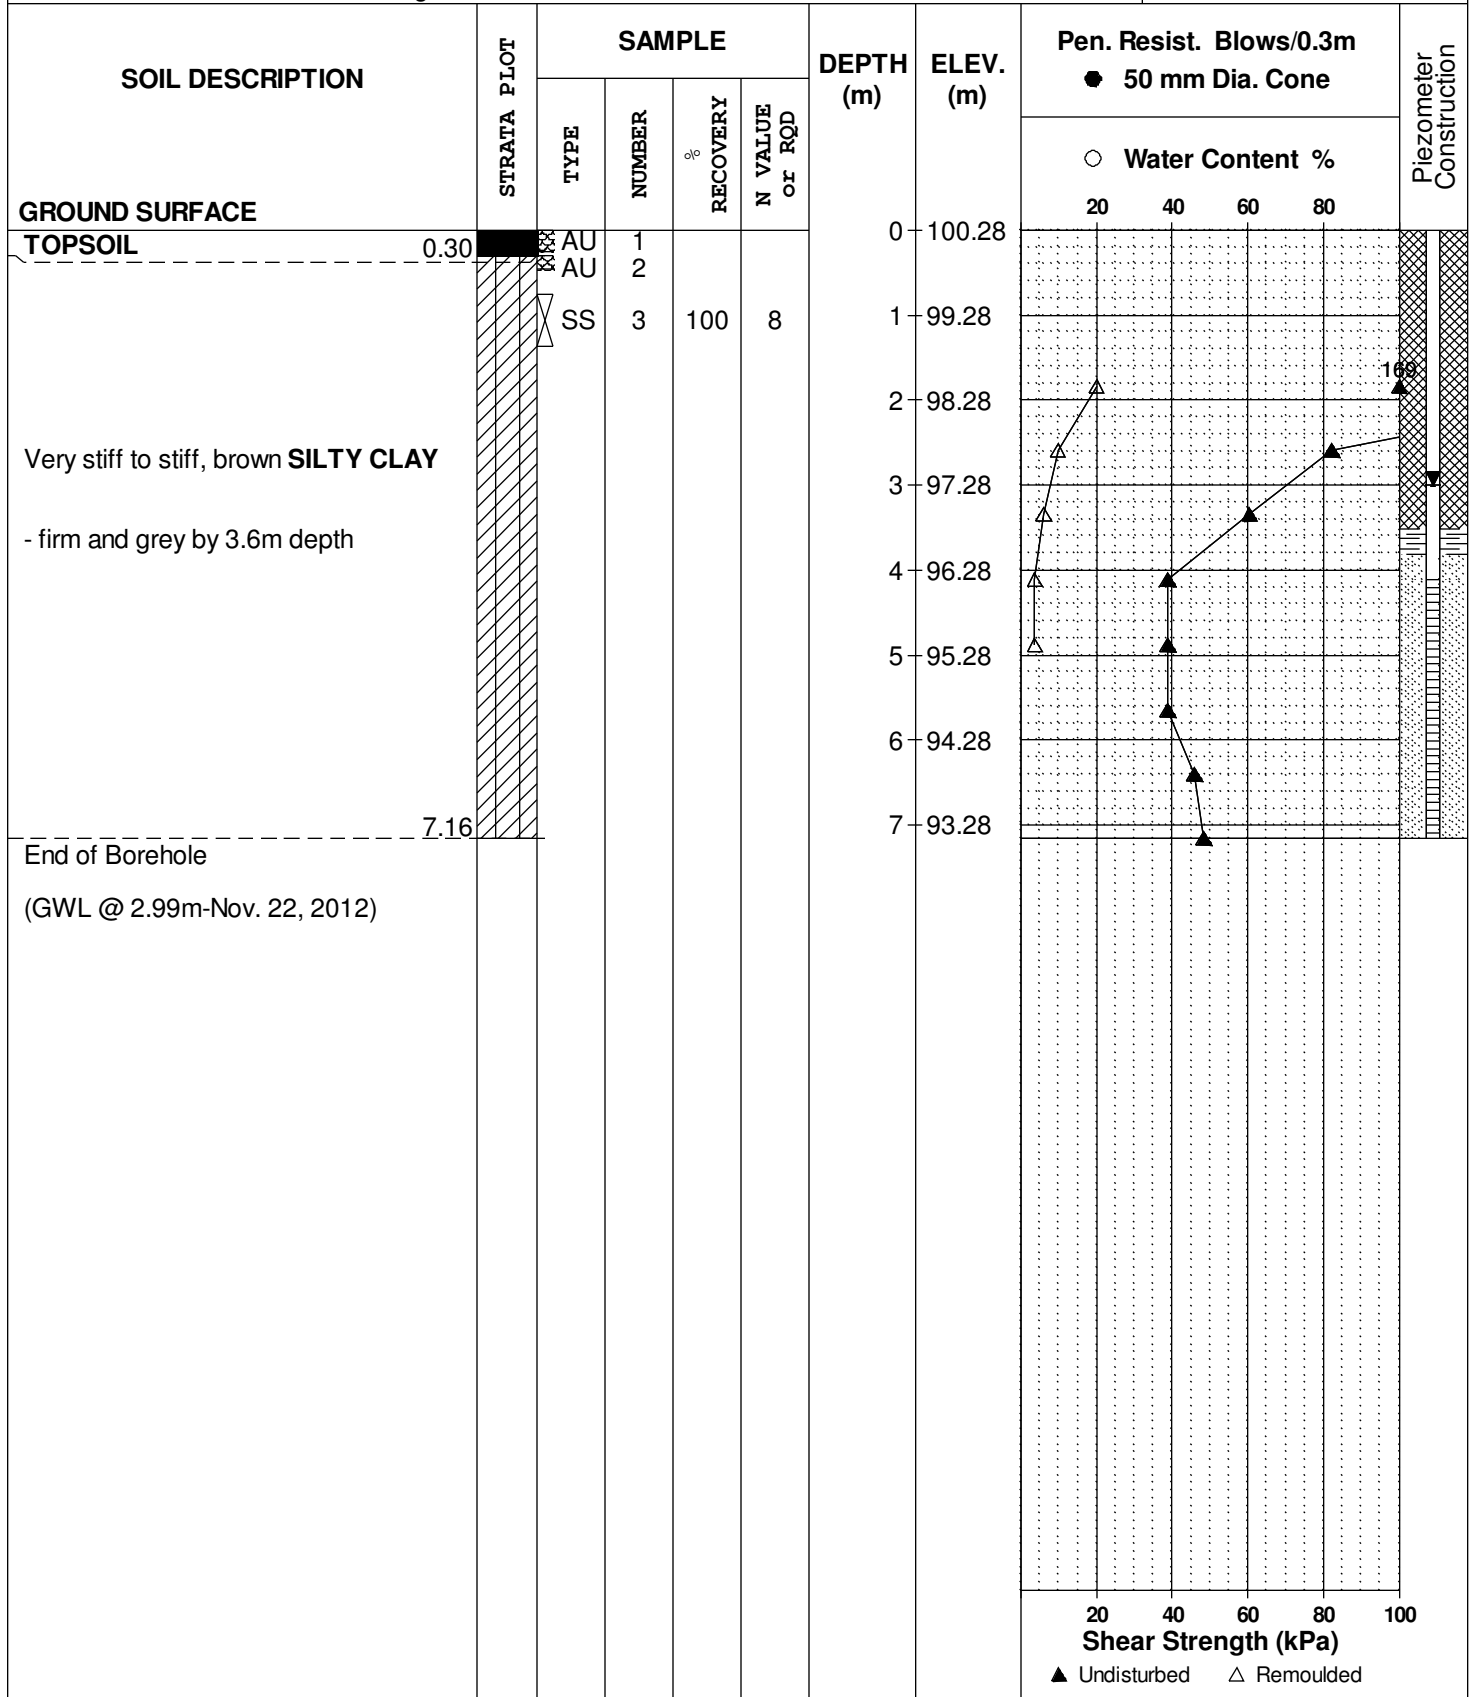 SOIL DESCRIPTION
GROUND SURFACE
STRATA PLOT
SAMPLE
TYPE
NUMBER
% RECOVERY
N VALUE or RQD
DEPTH (m)
ELEV. (m)
Pen. Resist. Blows/0.3m
● 50 mm Dia. Cone
○ Water Content %
20 40 60 80
Piezometer Construction
TOPSOIL 0.30
AU 1
AU 2
SS 3 100 8
0 100.28
1 99.28
169
2 98.28
Very stiff to stiff, brown SILTY CLAY
3 97.28
- firm and grey by 3.6m depth
4 96.28
5 95.28
6 94.28
7 93.28
7.16
End of Borehole
(GWL @ 2.99m-Nov. 22, 2012)
20 40 60 80 100
Shear Strength (kPa)
▲ Undisturbed △ Remoulded